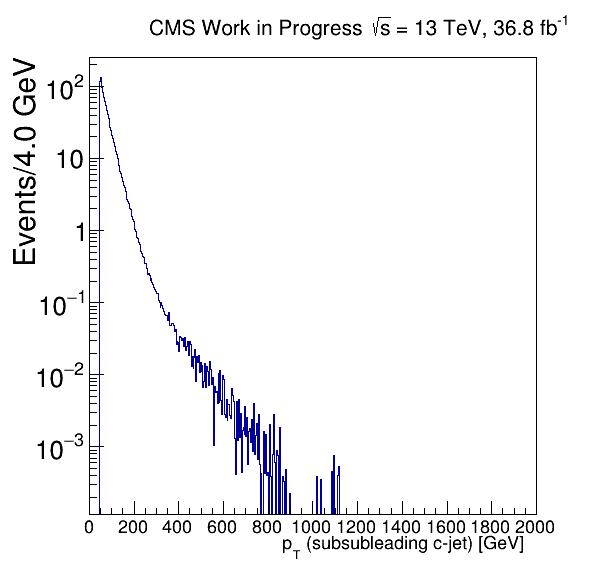 CMS Work in Progress √s = 13 TeV, 36.8 fb⁻¹
Events/4.0 GeV
10²
10
1
10⁻¹
10⁻²
10⁻³
0 200 400 600 800 1000 1200 1400 1600 1800 2000
p_T (subsubleading c-jet) [GeV]